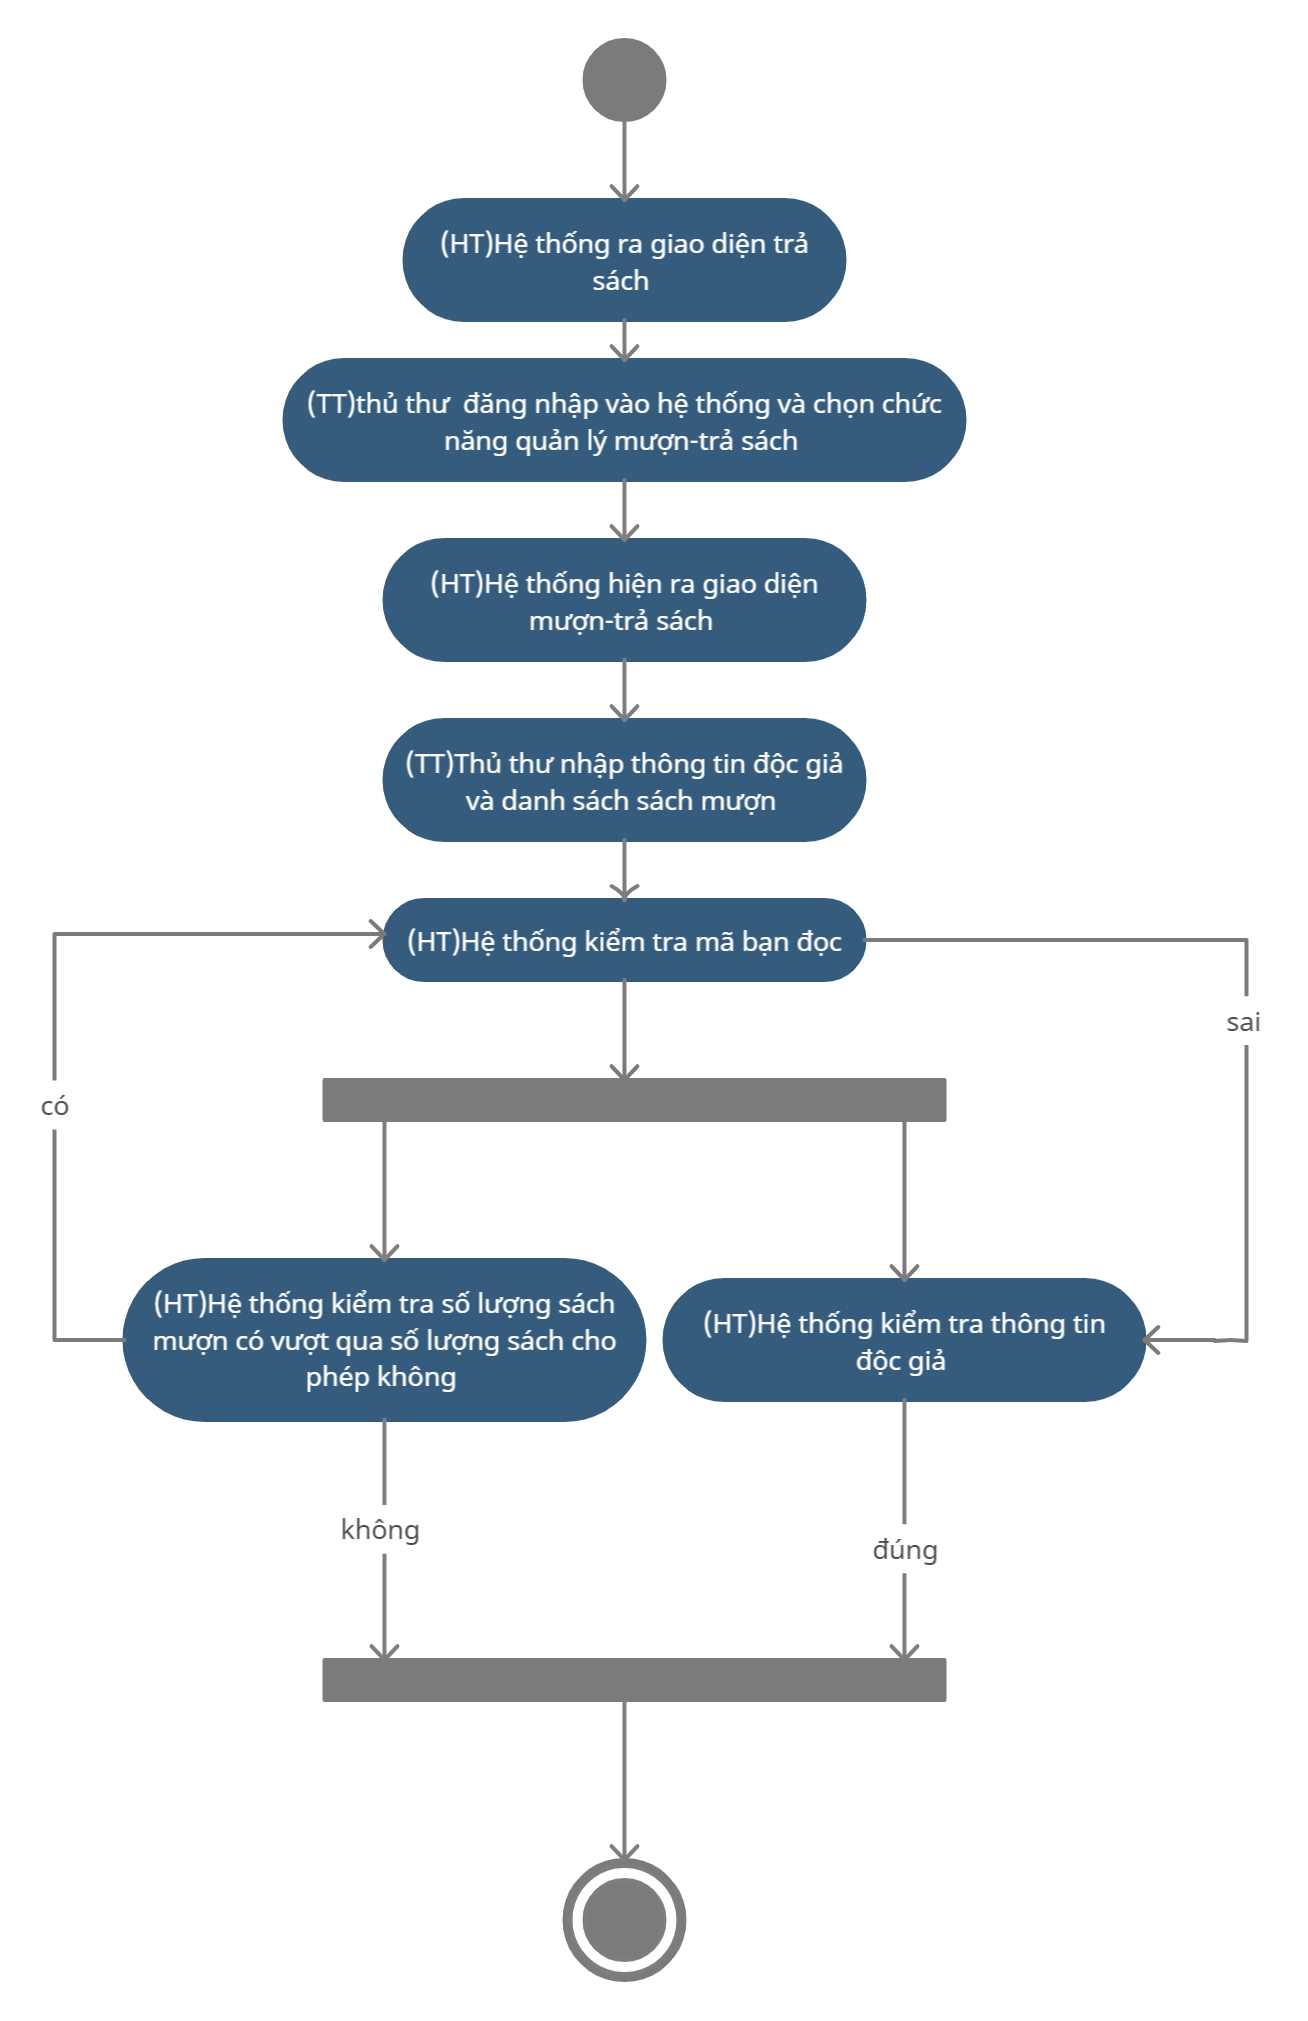 (HT)Hệ thống ra giao diện trả
sách
(TT)thủ thư  đăng nhập vào hệ thống và chọn chức
năng quản lý mượn-trả sách
(HT)Hệ thống hiện ra giao diện
mượn-trả sách
(TT)Thủ thư nhập thông tin độc giả
và danh sách sách mượn
(HT)Hệ thống kiểm tra mã bạn đọc
sai
có
(HT)Hệ thống kiểm tra số lượng sách
mượn có vượt qua số lượng sách cho
phép không
(HT)Hệ thống kiểm tra thông tin
độc giả
không
đúng